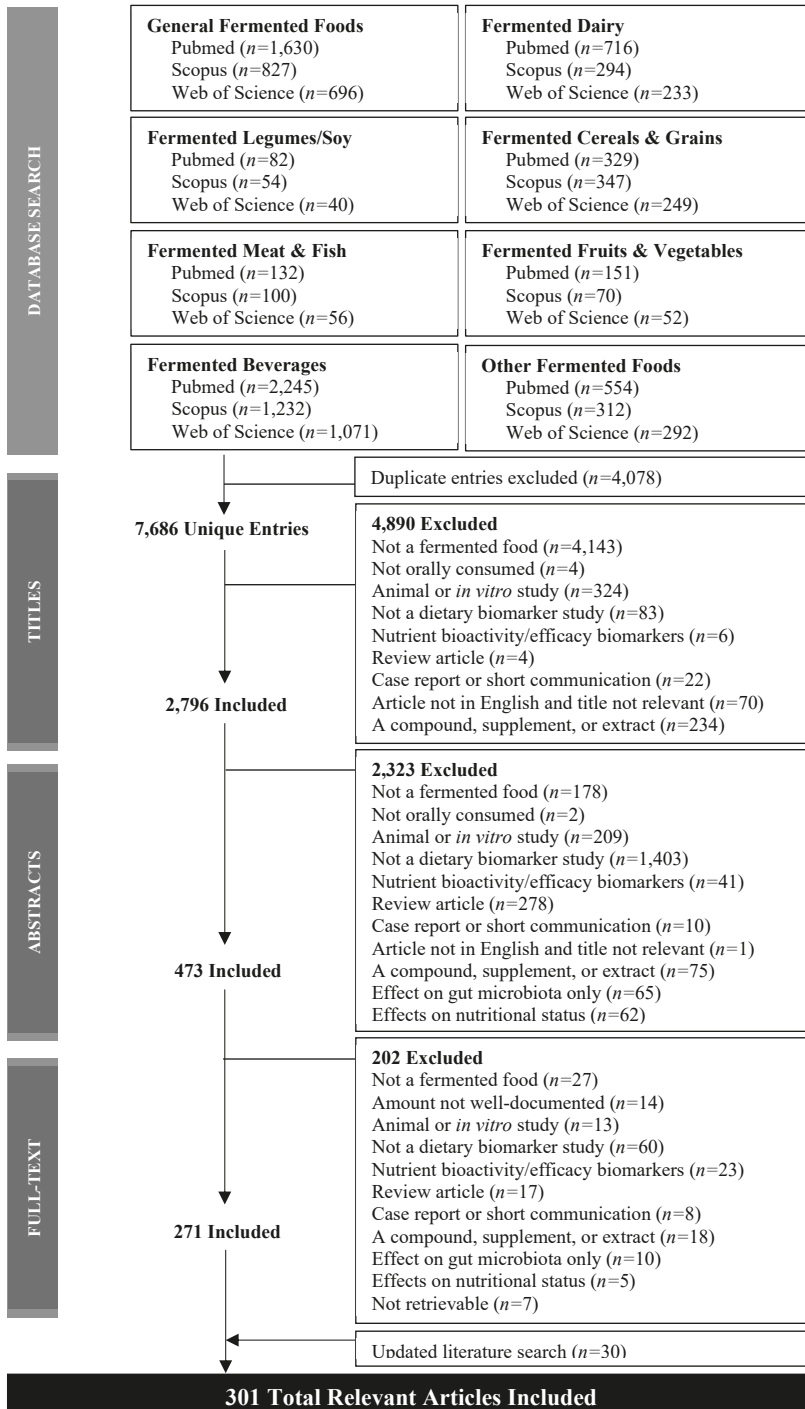 DATABASE SEARCH
General Fermented Foods
Pubmed (n=1,630)
Scopus (n=827)
Web of Science (n=696)
Fermented Dairy
Pubmed (n=716)
Scopus (n=294)
Web of Science (n=233)
Fermented Legumes/Soy
Pubmed (n=82)
Scopus (n=54)
Web of Science (n=40)
Fermented Cereals & Grains
Pubmed (n=329)
Scopus (n=347)
Web of Science (n=249)
Fermented Meat & Fish
Pubmed (n=132)
Scopus (n=100)
Web of Science (n=56)
Fermented Fruits & Vegetables
Pubmed (n=151)
Scopus (n=70)
Web of Science (n=52)
Fermented Beverages
Pubmed (n=2,245)
Scopus (n=1,232)
Web of Science (n=1,071)
Other Fermented Foods
Pubmed (n=554)
Scopus (n=312)
Web of Science (n=292)
Duplicate entries excluded (n=4,078)
TITLES
7,686 Unique Entries
4,890 Excluded
Not a fermented food (n=4,143)
Not orally consumed (n=4)
Animal or in vitro study (n=324)
Not a dietary biomarker study (n=83)
Nutrient bioactivity/efficacy biomarkers (n=6)
Review article (n=4)
Case report or short communication (n=22)
Article not in English and title not relevant (n=70)
A compound, supplement, or extract (n=234)
2,796 Included
ABSTRACTS
2,323 Excluded
Not a fermented food (n=178)
Not orally consumed (n=2)
Animal or in vitro study (n=209)
Not a dietary biomarker study (n=1,403)
Nutrient bioactivity/efficacy biomarkers (n=41)
Review article (n=278)
Case report or short communication (n=10)
Article not in English and title not relevant (n=1)
A compound, supplement, or extract (n=75)
Effect on gut microbiota only (n=65)
Effects on nutritional status (n=62)
473 Included
FULL-TEXT
202 Excluded
Not a fermented food (n=27)
Amount not well-documented (n=14)
Animal or in vitro study (n=13)
Not a dietary biomarker study (n=60)
Nutrient bioactivity/efficacy biomarkers (n=23)
Review article (n=17)
Case report or short communication (n=8)
A compound, supplement, or extract (n=18)
Effect on gut microbiota only (n=10)
Effects on nutritional status (n=5)
Not retrievable (n=7)
271 Included
Updated literature search (n=30)
301 Total Relevant Articles Included